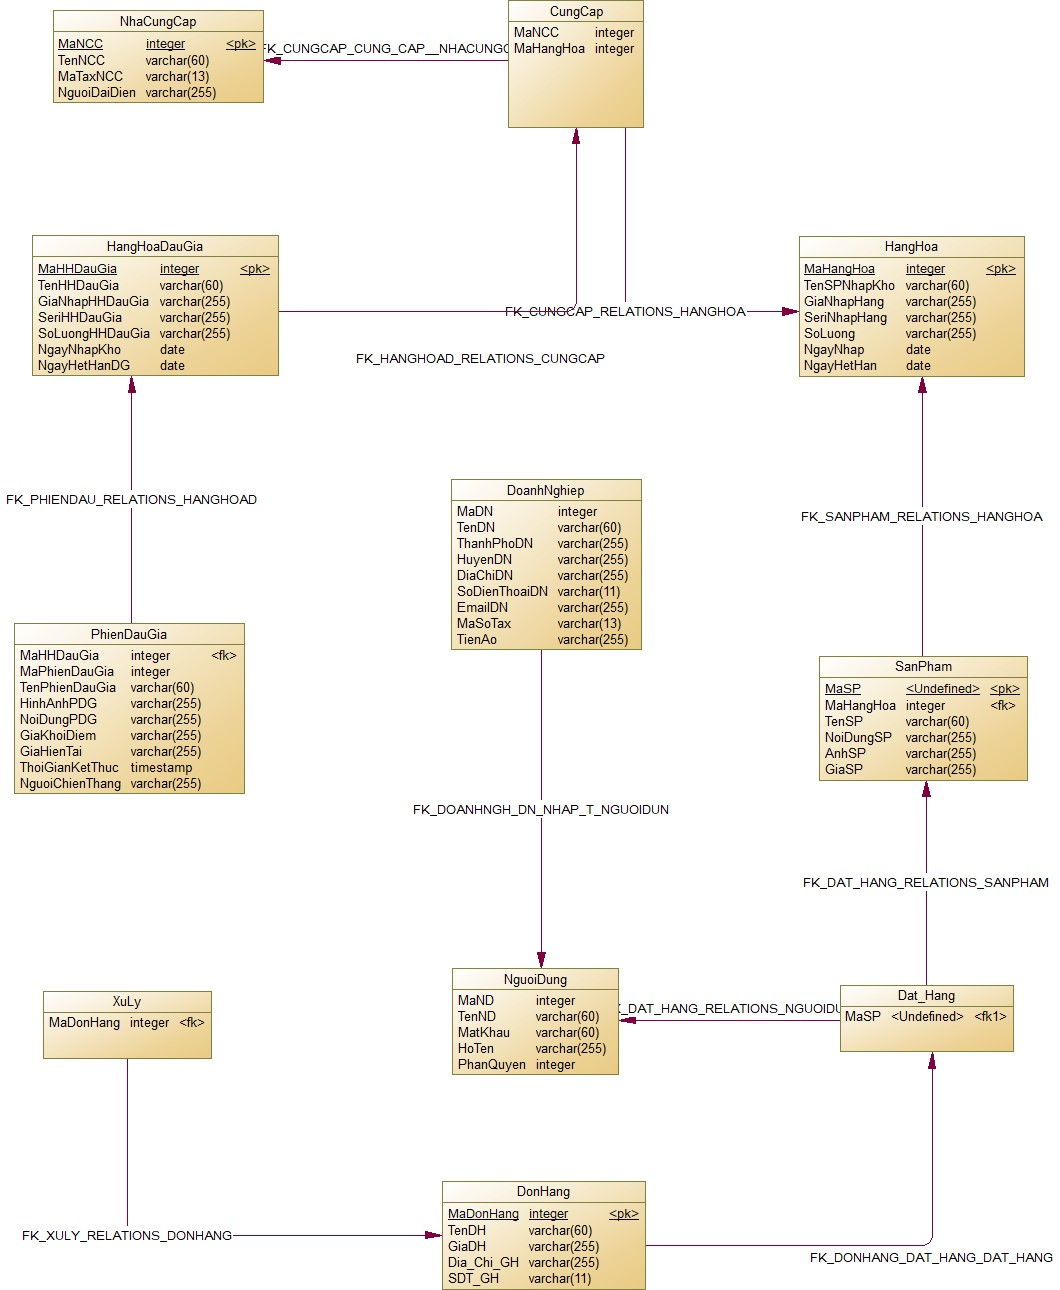 NhaCungCap
MaNCC integer <pk>
TenNCC varchar(60)
MaTaxNCC varchar(13)
NguoiDaiDien varchar(255)
CungCap
MaNCC integer
MaHangHoa integer
FK_CUNGCAP_CUNG_CAP__NHACUNGC
HangHoaDauGia
MaHHDauGia integer <pk>
TenHHDauGia varchar(60)
GiaNhapHHDauGia varchar(255)
SeriHHDauGia varchar(255)
SoLuongHHDauGia varchar(255)
NgayNhapKho date
NgayHetHanDG date
HangHoa
MaHangHoa integer <pk>
TenSPNhapKho varchar(60)
GiaNhapHang varchar(255)
SeriNhapHang varchar(255)
SoLuong varchar(255)
NgayNhap date
NgayHetHan date
FK_CUNGCAP_RELATIONS_HANGHOA
FK_HANGHOAD_RELATIONS_CUNGCAP
FK_PHIENDAU_RELATIONS_HANGHOAD
DoanhNghiep
MaDN integer
TenDN varchar(60)
ThanhPhoDN varchar(255)
HuyenDN varchar(255)
DiaChiDN varchar(255)
SoDienThoaiDN varchar(11)
EmailDN varchar(255)
MaSoTax varchar(13)
TienAo varchar(255)
FK_SANPHAM_RELATIONS_HANGHOA
PhienDauGia
MaHHDauGia integer <fk>
MaPhienDauGia integer
TenPhienDauGia varchar(60)
HinhAnhPDG varchar(255)
NoiDungPDG varchar(255)
GiaKhoiDiem varchar(255)
GiaHienTai varchar(255)
ThoiGianKetThuc timestamp
NguoiChienThang varchar(255)
SanPham
MaSP <Undefined> <pk>
MaHangHoa integer <fk>
TenSP varchar(60)
NoiDungSP varchar(255)
AnhSP varchar(255)
GiaSP varchar(255)
FK_DOANHNGH_DN_NHAP_T_NGUOIDUN
FK_DAT_HANG_RELATIONS_SANPHAM
NguoiDung
MaND integer
TenND varchar(60)
MatKhau varchar(60)
HoTen varchar(255)
PhanQuyen integer
K_DAT_HANG_RELATIONS_NGUOIDU
Dat_Hang
MaSP <Undefined> <fk1>
XuLy
MaDonHang integer <fk>
DonHang
MaDonHang integer <pk>
TenDH varchar(60)
GiaDH varchar(255)
Dia_Chi_GH varchar(255)
SDT_GH varchar(11)
FK_XULY_RELATIONS_DONHANG
FK_DONHANG_DAT_HANG_DAT_HANG